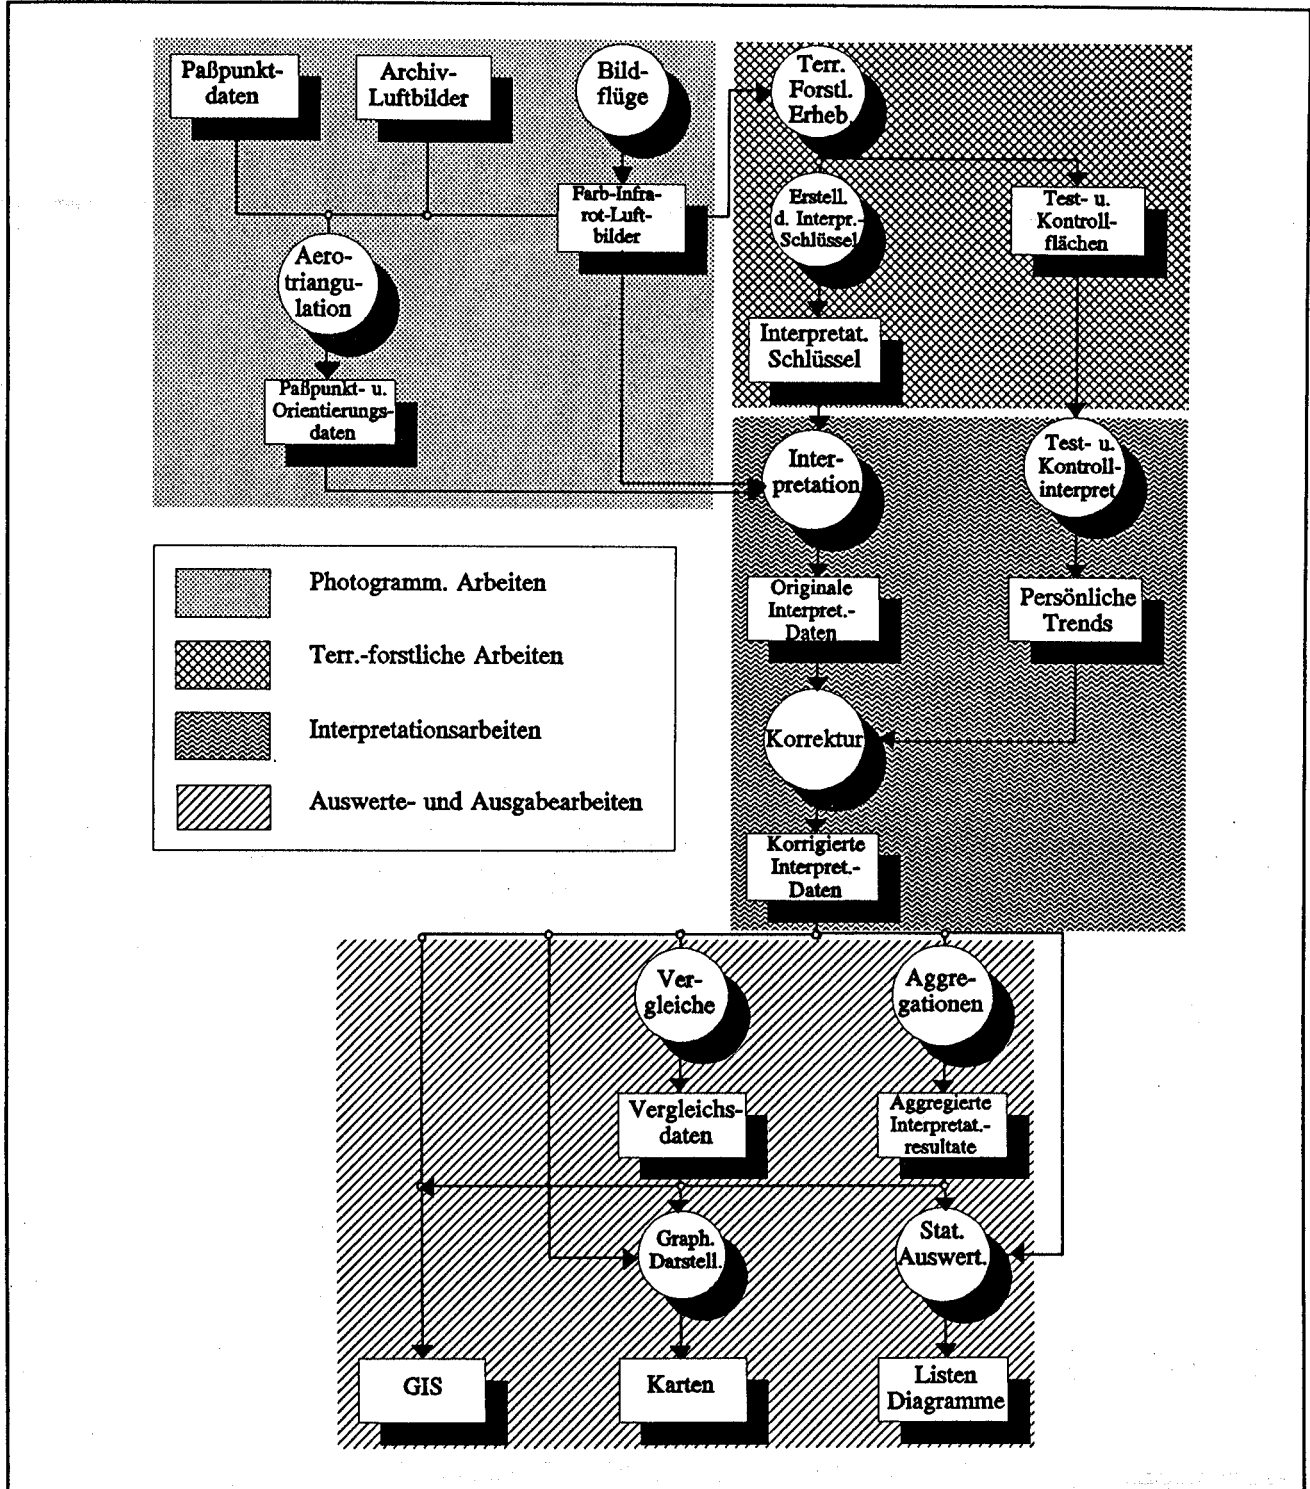 Paßpunkt-
daten
Archiv-
Luftbilder
Bild-
flüge
Terr.
Forstl.
Erheb.
Farb-Infra-
rot-Luft-
bilder
Erstell.
d. Interpr.-
Schlüssel
Test- u.
Kontroll-
flächen
Aero-
triangu-
lation
Interpretat.
Schlüssel
Paßpunkt- u.
Orientierungs-
daten
Inter-
pretation
Test- u.
Kontroll-
interpret
Photogramm. Arbeiten
Terr.-forstliche Arbeiten
Interpretationsarbeiten
Auswerte- und Ausgabearbeiten
Originale
Interpret.-
Daten
Persönliche
Trends
Korrektur
Korrigierte
Interpret.-
Daten
Ver-
gleiche
Aggre-
gationen
Vergleichs-
daten
Aggregierte
Interpretat.-
resultate
Graph.
Darstell.
Stat.
Auswert.
GIS
Karten
Listen
Diagramme